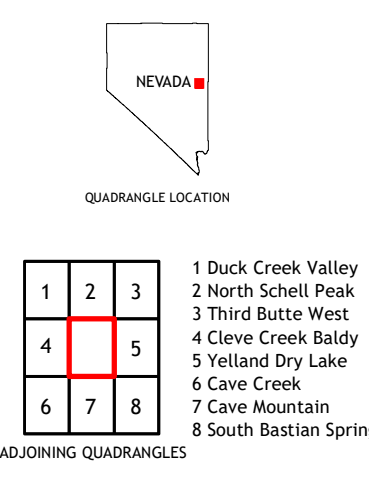 NEVADA
QUADRANGLE LOCATION
1 2 3
4 5
6 7 8
1 Duck Creek Valley
2 North Schell Peak
3 Third Butte West
4 Cleve Creek Baldy
5 Yelland Dry Lake
6 Cave Creek
7 Cave Mountain
8 South Bastian Sprin
ADJOINING QUADRANGLES